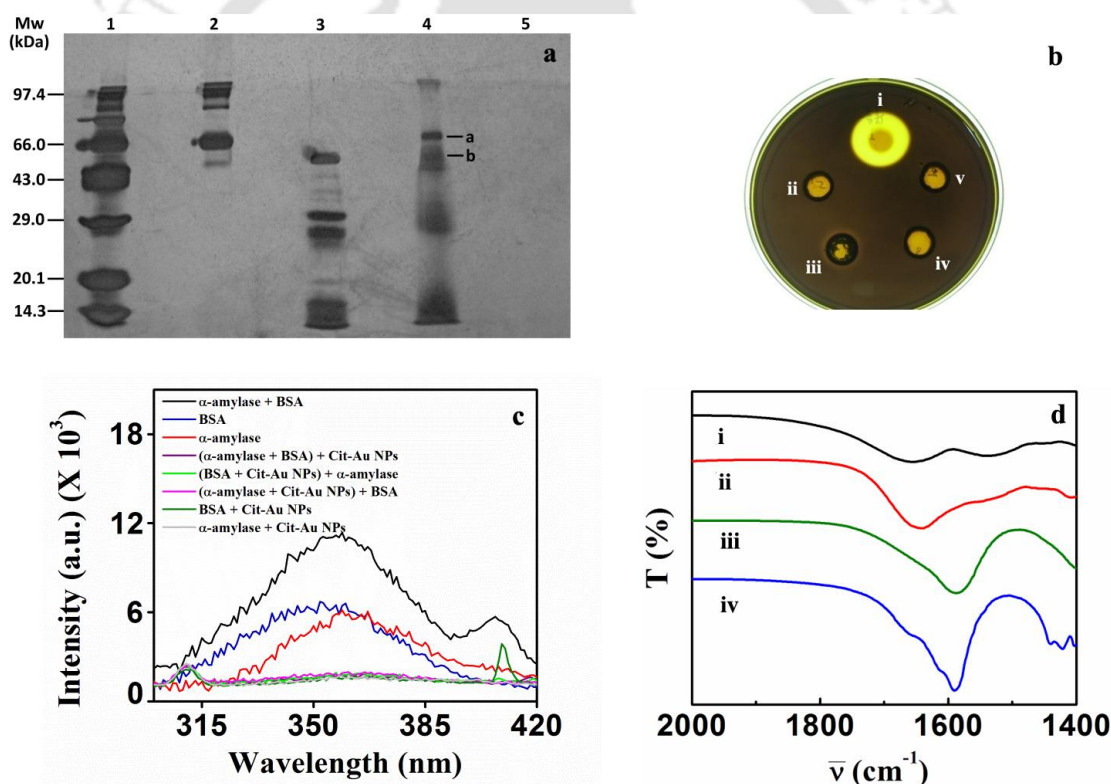 Mw
(kDa)
1 2 3 4 5
a
97.4
66.0
43.0
29.0
20.1
14.3
a
b
b
i
ii
iii
iv
v
c
α-amylase + BSA
BSA
α-amylase
(α-amylase + BSA) + Cit-Au NPs
(BSA + Cit-Au NPs) + α-amylase
(α-amylase + Cit-Au NPs) + BSA
BSA + Cit-Au NPs
α-amylase + Cit-Au NPs
Intensity (a.u.) (X 10³)
18
12
6
0
315 350 385 420
Wavelength (nm)
d
i
ii
iii
iv
T (%)
2000 1800 1600 1400
ν̅ (cm⁻¹)